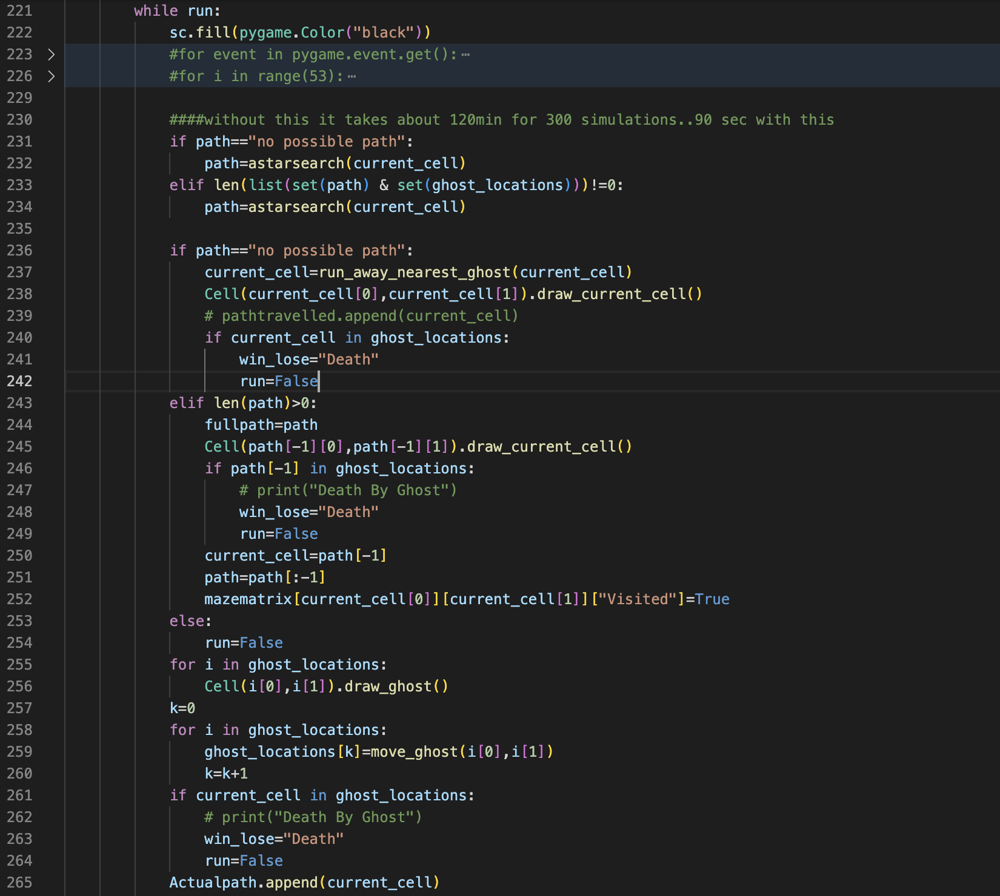 221 while run:
222 sc.fill(pygame.Color("black"))
223 > #for event in pygame.event.get():⋯
226 > #for i in range(53):⋯
229
230 ####without this it takes about 120min for 300 simulations..90 sec with this
231 if path=="no possible path":
232 path=astarsearch(current_cell)
233 elif len(list(set(path) & set(ghost_locations)))!=0:
234 path=astarsearch(current_cell)
235
236 if path=="no possible path":
237 current_cell=run_away_nearest_ghost(current_cell)
238 Cell(current_cell[0],current_cell[1]).draw_current_cell()
239 # pathtravelled.append(current_cell)
240 if current_cell in ghost_locations:
241 win_lose="Death"
242 run=False
243 elif len(path)>0:
244 fullpath=path
245 Cell(path[-1][0],path[-1][1]).draw_current_cell()
246 if path[-1] in ghost_locations:
247 # print("Death By Ghost")
248 win_lose="Death"
249 run=False
250 current_cell=path[-1]
251 path=path[:-1]
252 mazematrix[current_cell[0]][current_cell[1]]["Visited"]=True
253 else:
254 run=False
255 for i in ghost_locations:
256 Cell(i[0],i[1]).draw_ghost()
257 k=0
258 for i in ghost_locations:
259 ghost_locations[k]=move_ghost(i[0],i[1])
260 k=k+1
261 if current_cell in ghost_locations:
262 # print("Death By Ghost")
263 win_lose="Death"
264 run=False
265 Actualpath.append(current_cell)